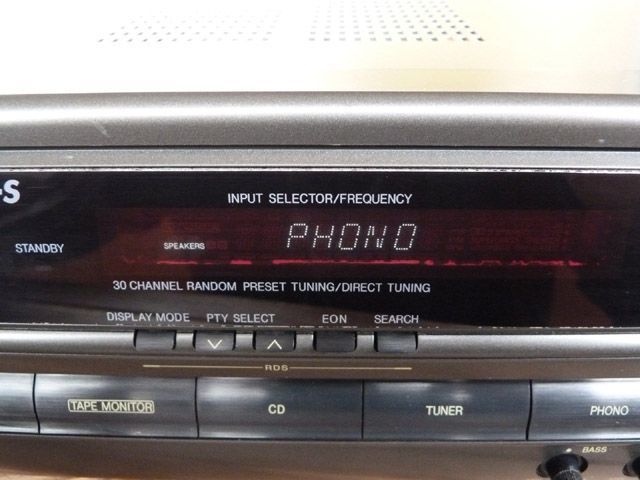 -S
INPUT SELECTOR/FREQUENCY
STANDBY
SPEAKERS
PHONO
30 CHANNEL RANDOM PRESET TUNING/DIRECT TUNING
DISPLAY MODE PTY SELECT EON SEARCH
RDS
TAPE MONITOR CD TUNER PHONO
BASS